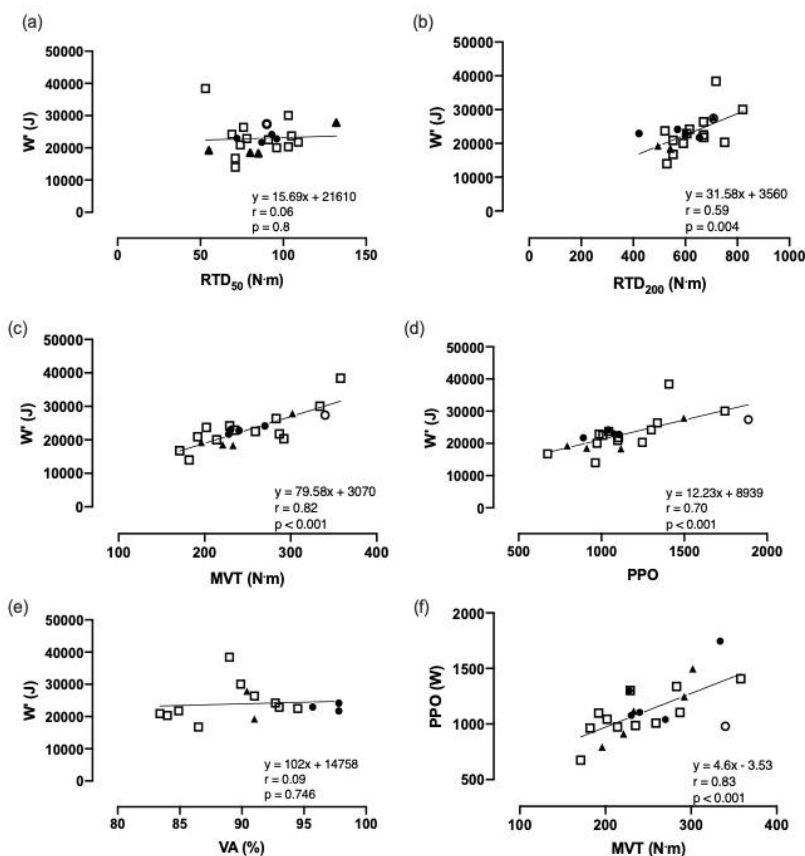 (a)
50000
40000
30000
20000
10000
0
W' (J)
y = 15.69x + 21610
r = 0.06
p = 0.8
0 50 100 150
RTD50 (N·m)
(b)
50000
40000
30000
20000
10000
0
W' (J)
y = 31.58x + 3560
r = 0.59
p = 0.004
0 200 400 600 800 1000
RTD200 (N·m)
(c)
50000
40000
30000
20000
10000
0
W' (J)
y = 79.58x + 3070
r = 0.82
p < 0.001
100 200 300 400
MVT (N·m)
(d)
50000
40000
30000
20000
10000
0
W' (J)
y = 12.23x + 8939
r = 0.70
p < 0.001
500 1000 1500 2000
PPO
(e)
50000
40000
30000
20000
10000
0
W' (J)
y = 102x + 14758
r = 0.09
p = 0.746
80 85 90 95 100
VA (%)
(f)
2000
1500
1000
500
PPO (W)
y = 4.6x - 3.53
r = 0.83
p < 0.001
100 200 300 400
MVT (N·m)